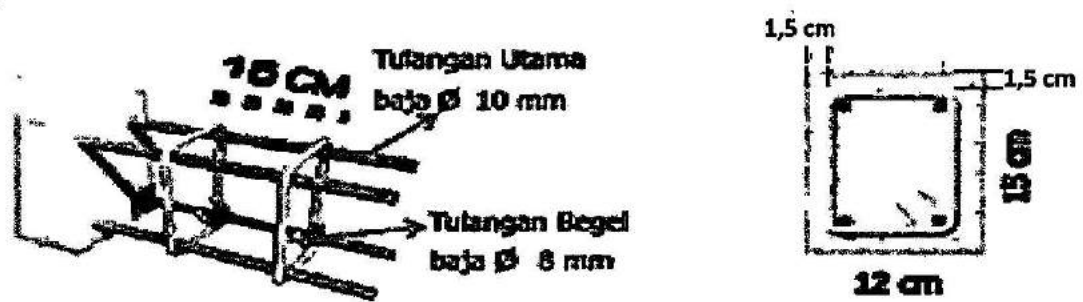 15 CM
Tulangan Utama
baja Ø 10 mm
Tulangan Begel
baja Ø 8 mm
1,5 cm
1,5 cm
15 cm
12 cm